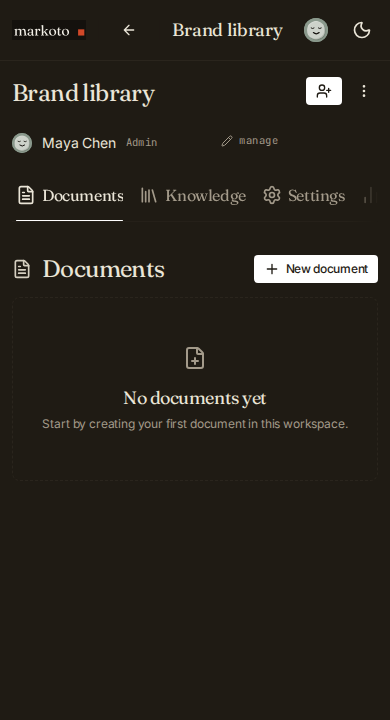 markoto
Brand library
Brand library
Maya Chen Admin manage
Documents Knowledge Settings
Documents
New document
No documents yet
Start by creating your first document in this workspace.